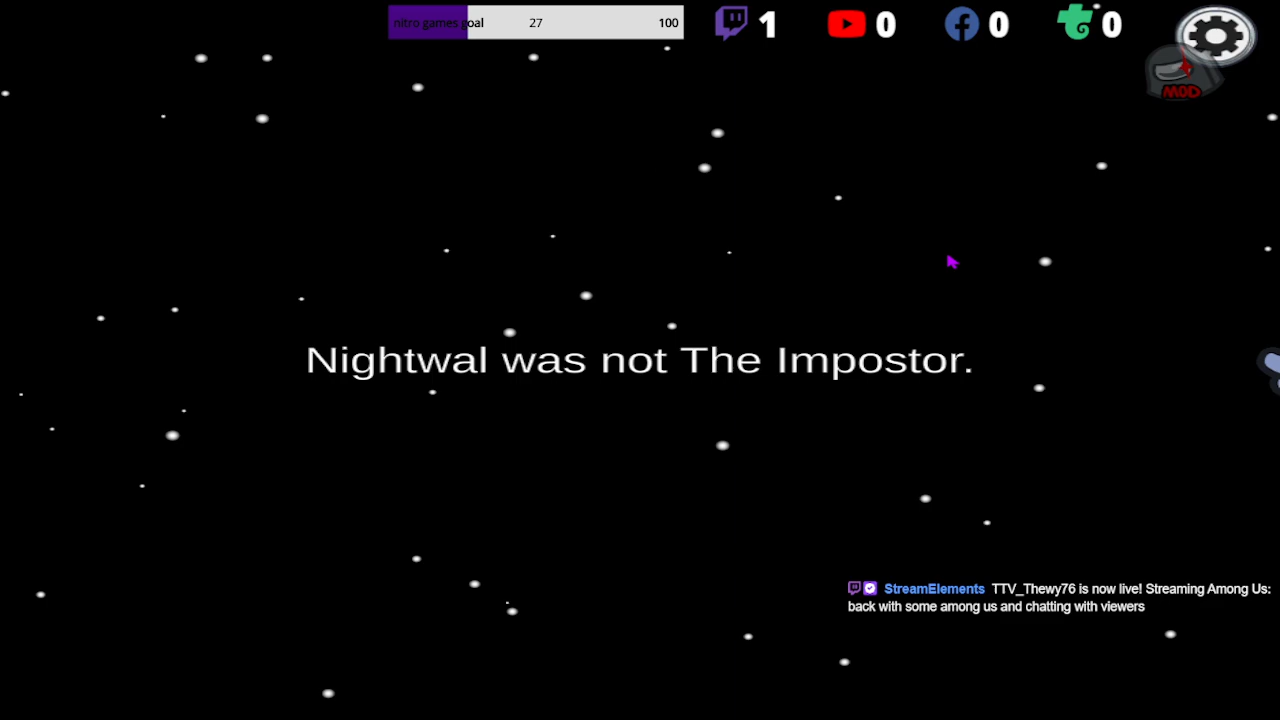 nitro games goal 27 100 1 0 0 0
MOD
Nightwal was not The Impostor.
StreamElements TTV_Thewy76 is now live! Streaming Among Us:
back with some among us and chatting with viewers